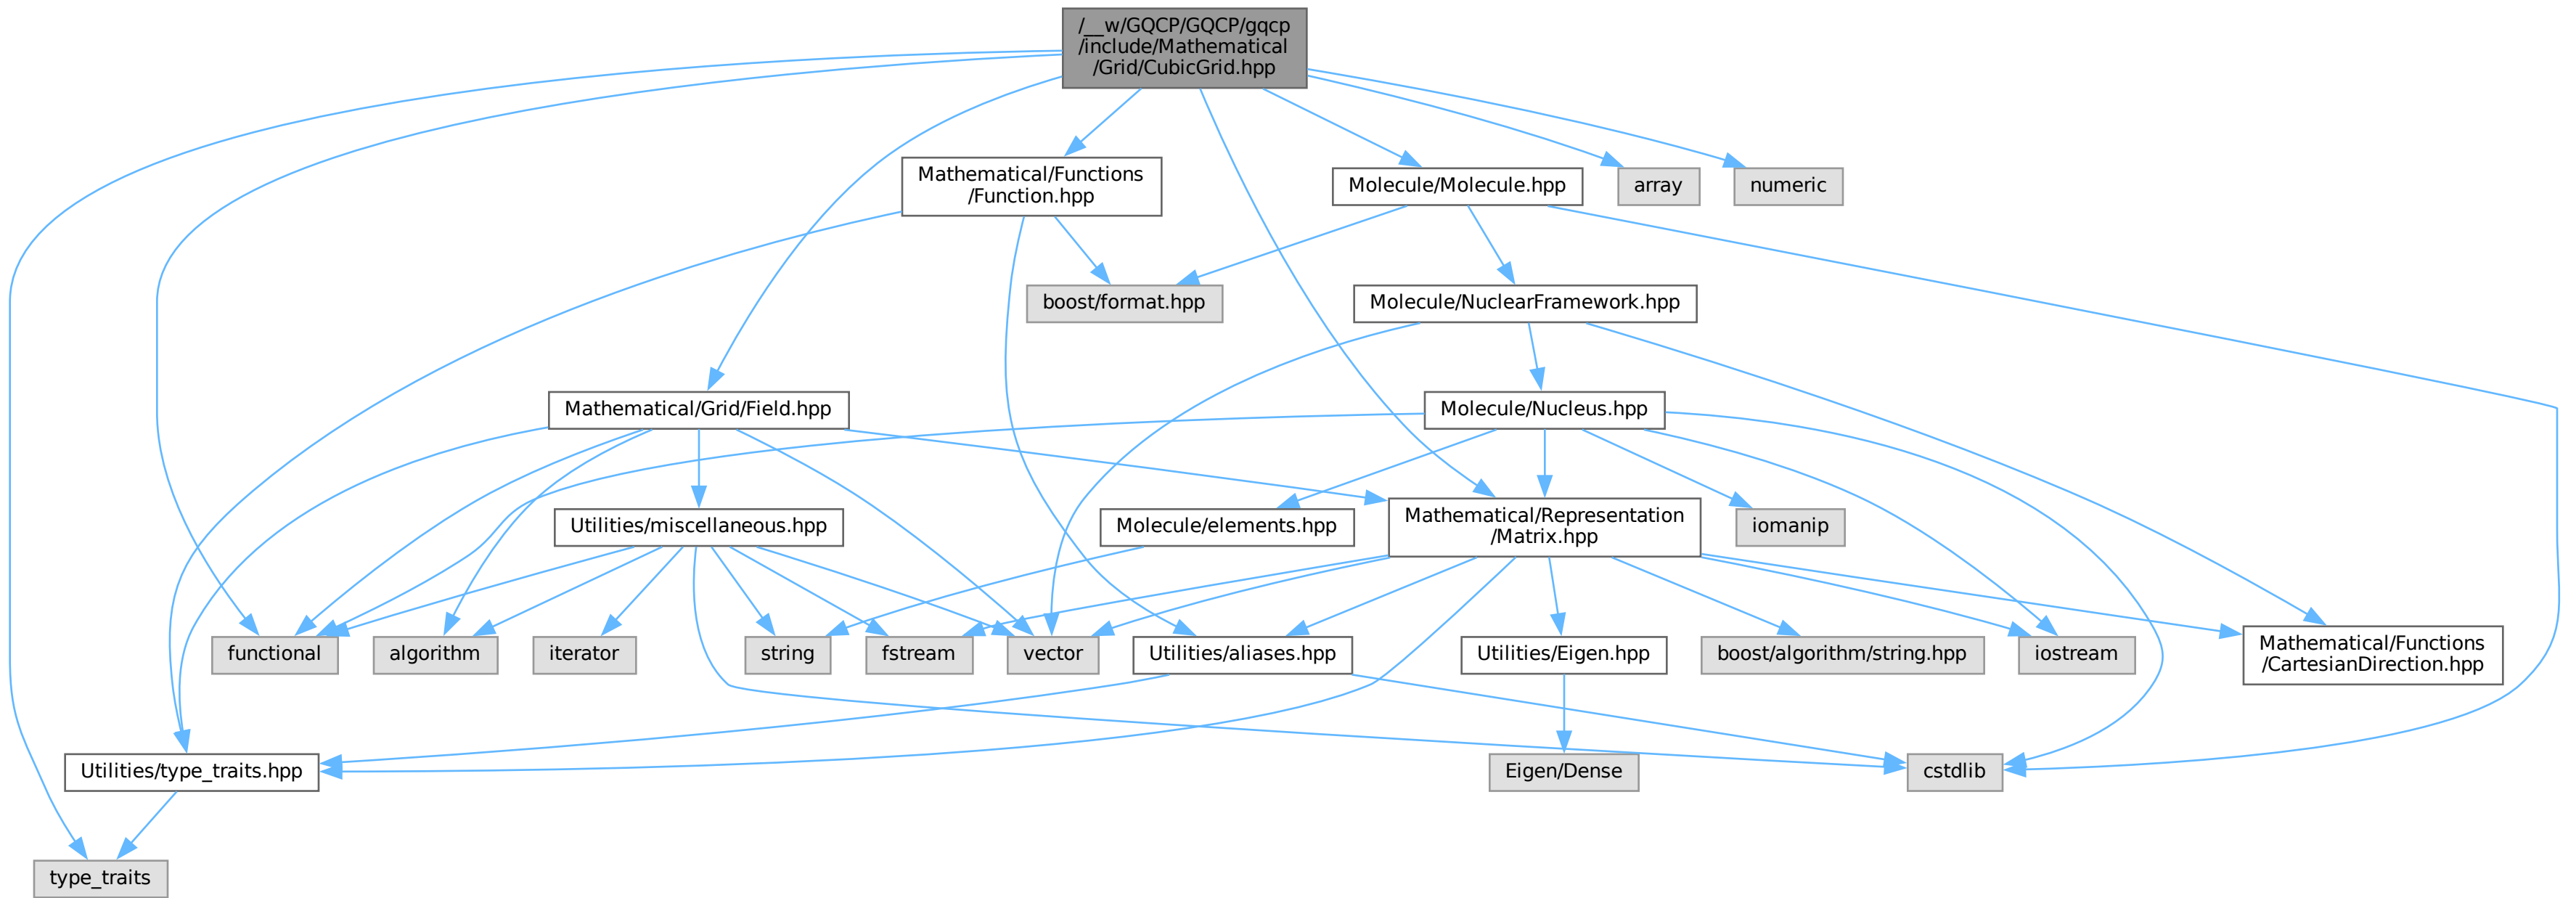 /__w/GQCP/GQCP/gqcp
/include/Mathematical
/Grid/CubicGrid.hpp
Mathematical/Functions
/Function.hpp
Molecule/Molecule.hpp
array
numeric
boost/format.hpp
Molecule/NuclearFramework.hpp
Mathematical/Grid/Field.hpp
Molecule/Nucleus.hpp
Utilities/miscellaneous.hpp
Molecule/elements.hpp
Mathematical/Representation
/Matrix.hpp
iomanip
functional
algorithm
iterator
string
fstream
vector
Utilities/aliases.hpp
Utilities/Eigen.hpp
boost/algorithm/string.hpp
iostream
Mathematical/Functions
/CartesianDirection.hpp
Utilities/type_traits.hpp
Eigen/Dense
cstdlib
type_traits